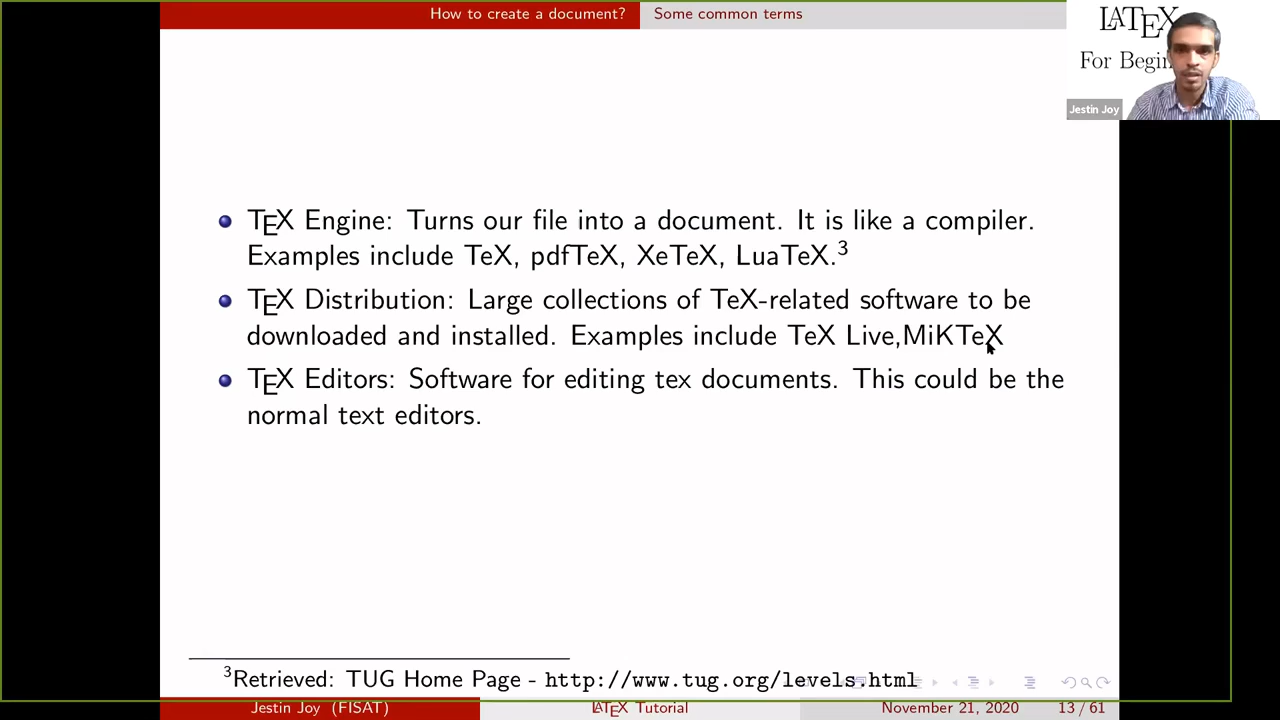 How to create a document? Some common terms
LATEX
For Begin
Jestin Joy
TEX Engine: Turns our file into a document. It is like a compiler.
Examples include TeX, pdfTeX, XeTeX, LuaTeX.3
TEX Distribution: Large collections of TeX-related software to be
downloaded and installed. Examples include TeX Live,MiKTeX
TEX Editors: Software for editing tex documents. This could be the
normal text editors.
3Retrieved: TUG Home Page - http://www.tug.org/levels.html
Jestin Joy (FISAT) LATEX Tutorial November 21, 2020 13 / 61